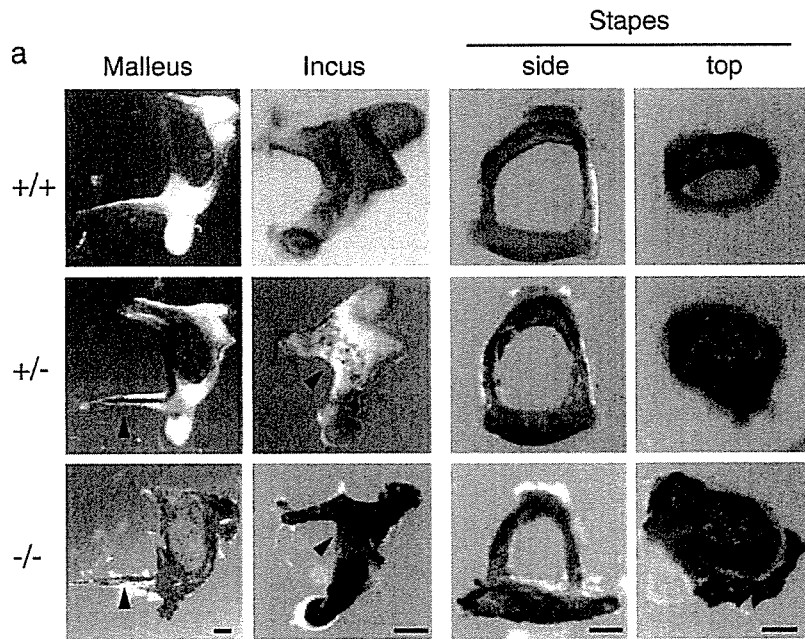 a
Stapes
Malleus Incus side top
+/+
+/-
-/-